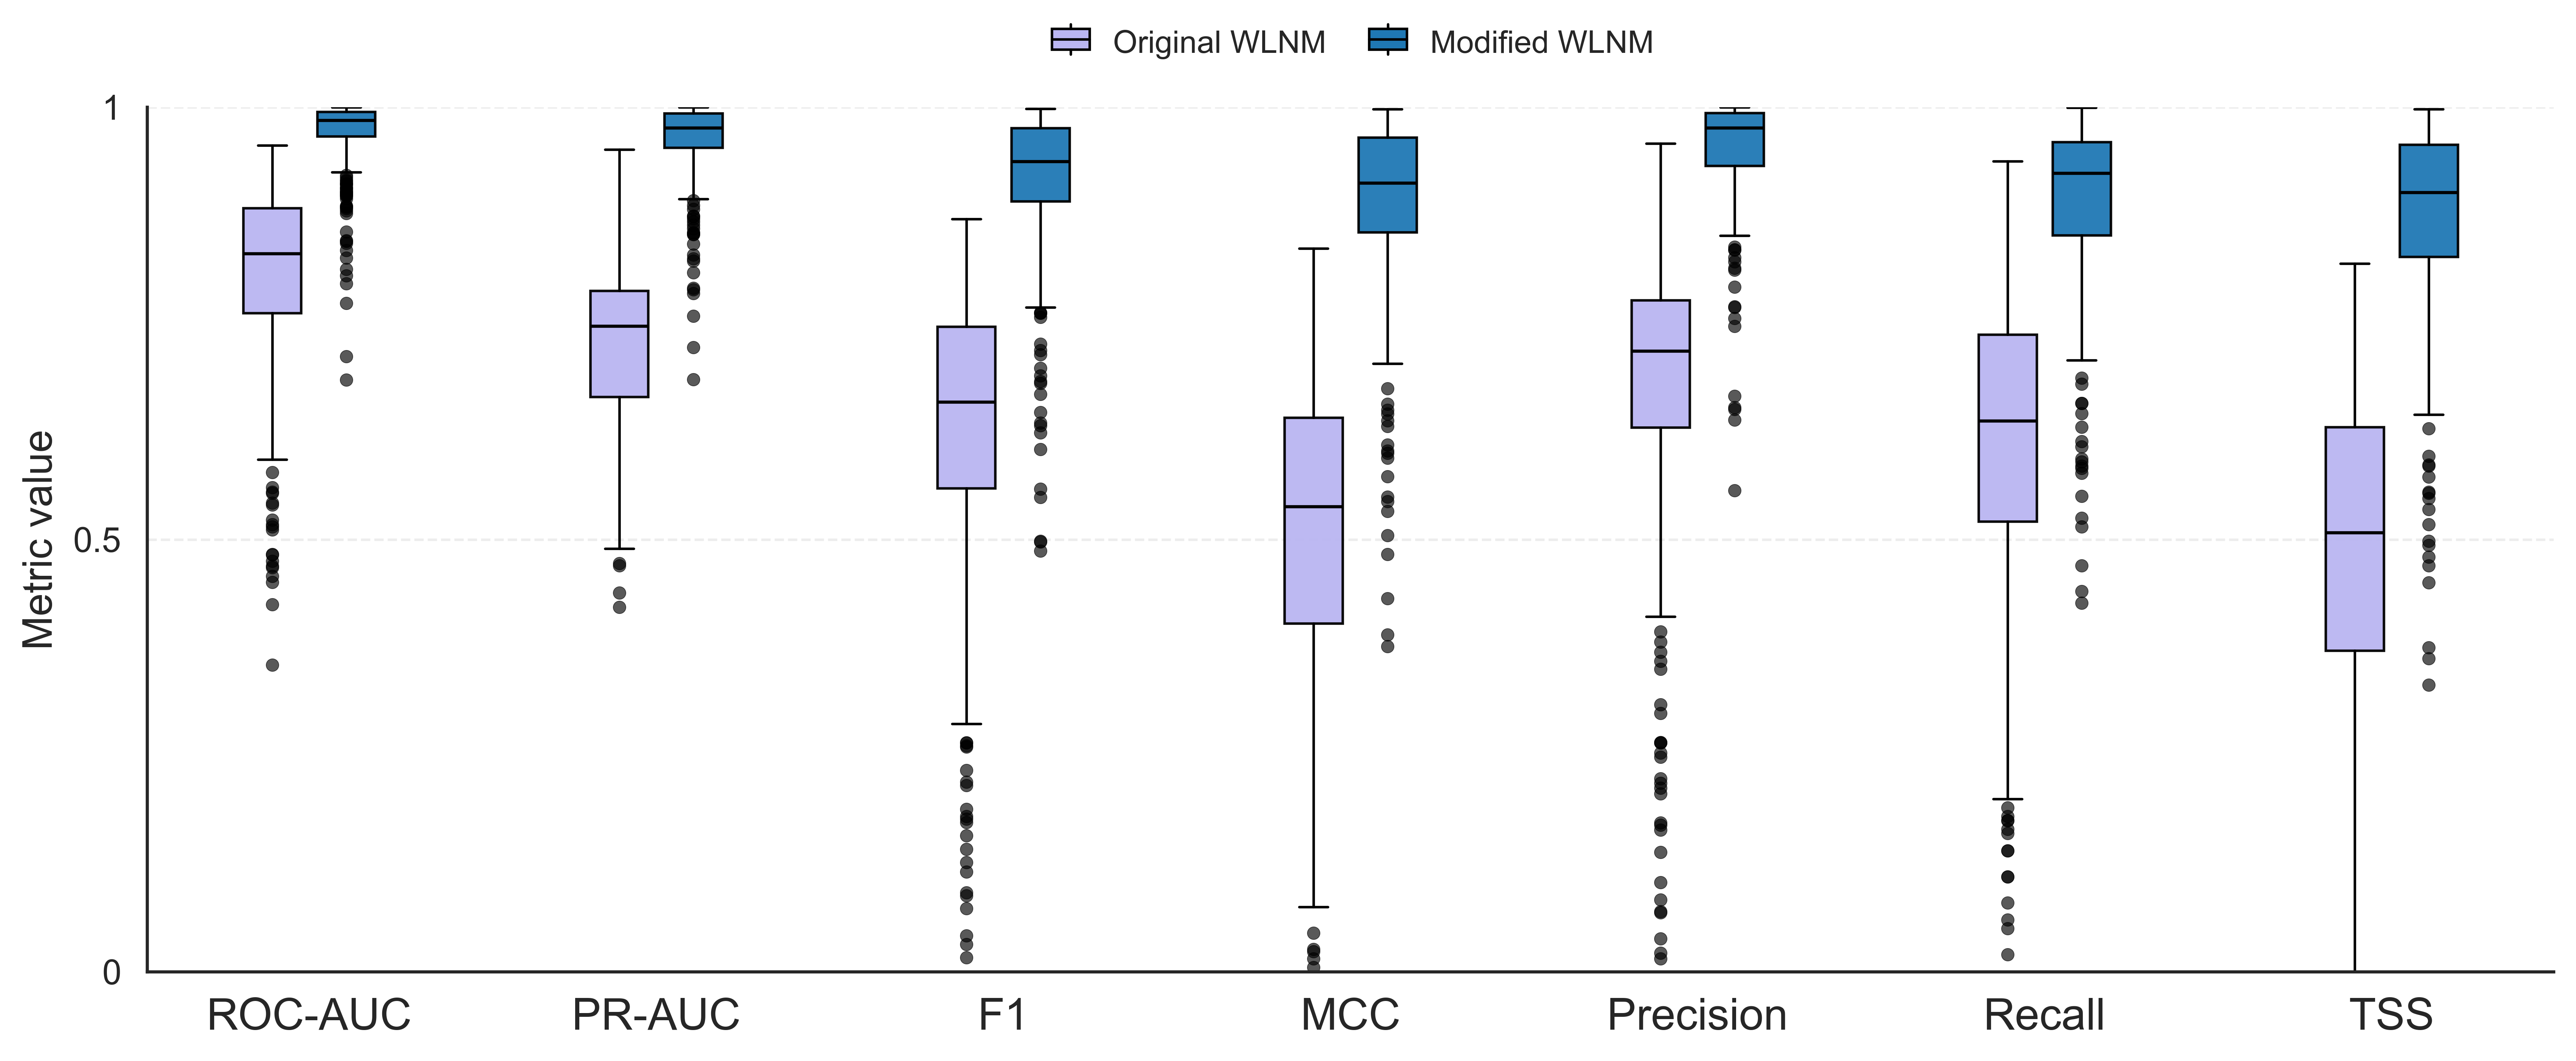 Original WLNM Modified WLNM
1
0.5
0
Metric value
ROC-AUC PR-AUC F1 MCC Precision Recall TSS